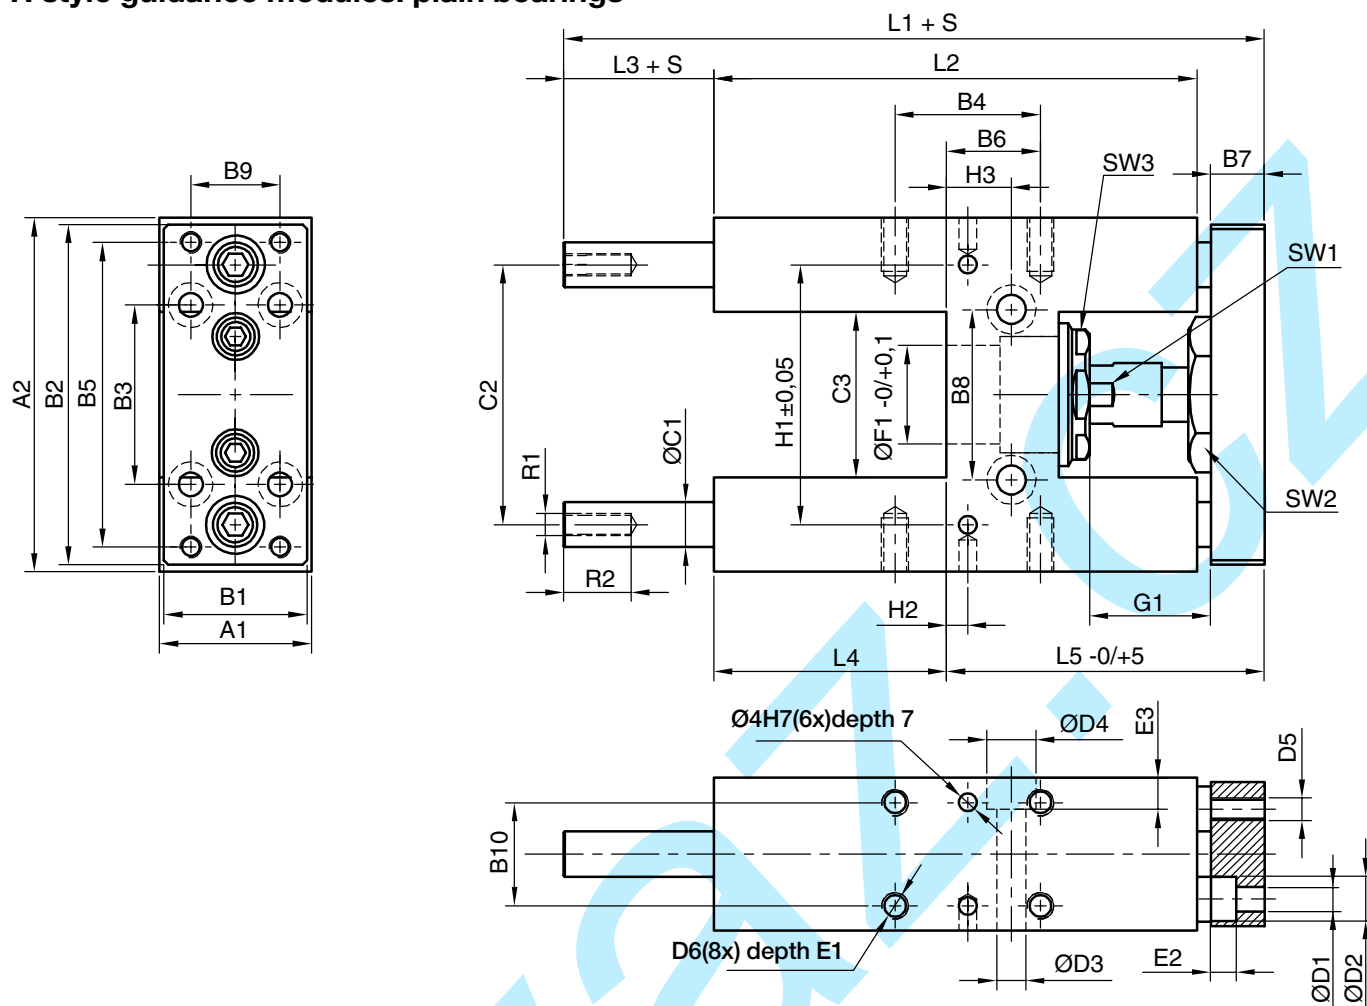 H-style guidance modules: plain bearings
L1 + S
L3 + S
L2
B4
B6
H3
SW3
B7
B9
SW1
A2
B2
B5
B3
C2
H1±0,05
C3
ØF1 -0/+0,1
B8
R1
ØC1
SW2
R2
B1
A1
H2
G1
L4
L5 -0/+5
Ø4H7(6x)depth 7
ØD4
E3
D5
B10
D6(8x) depth E1
ØD3
E2
ØD1
ØD2
az.cz